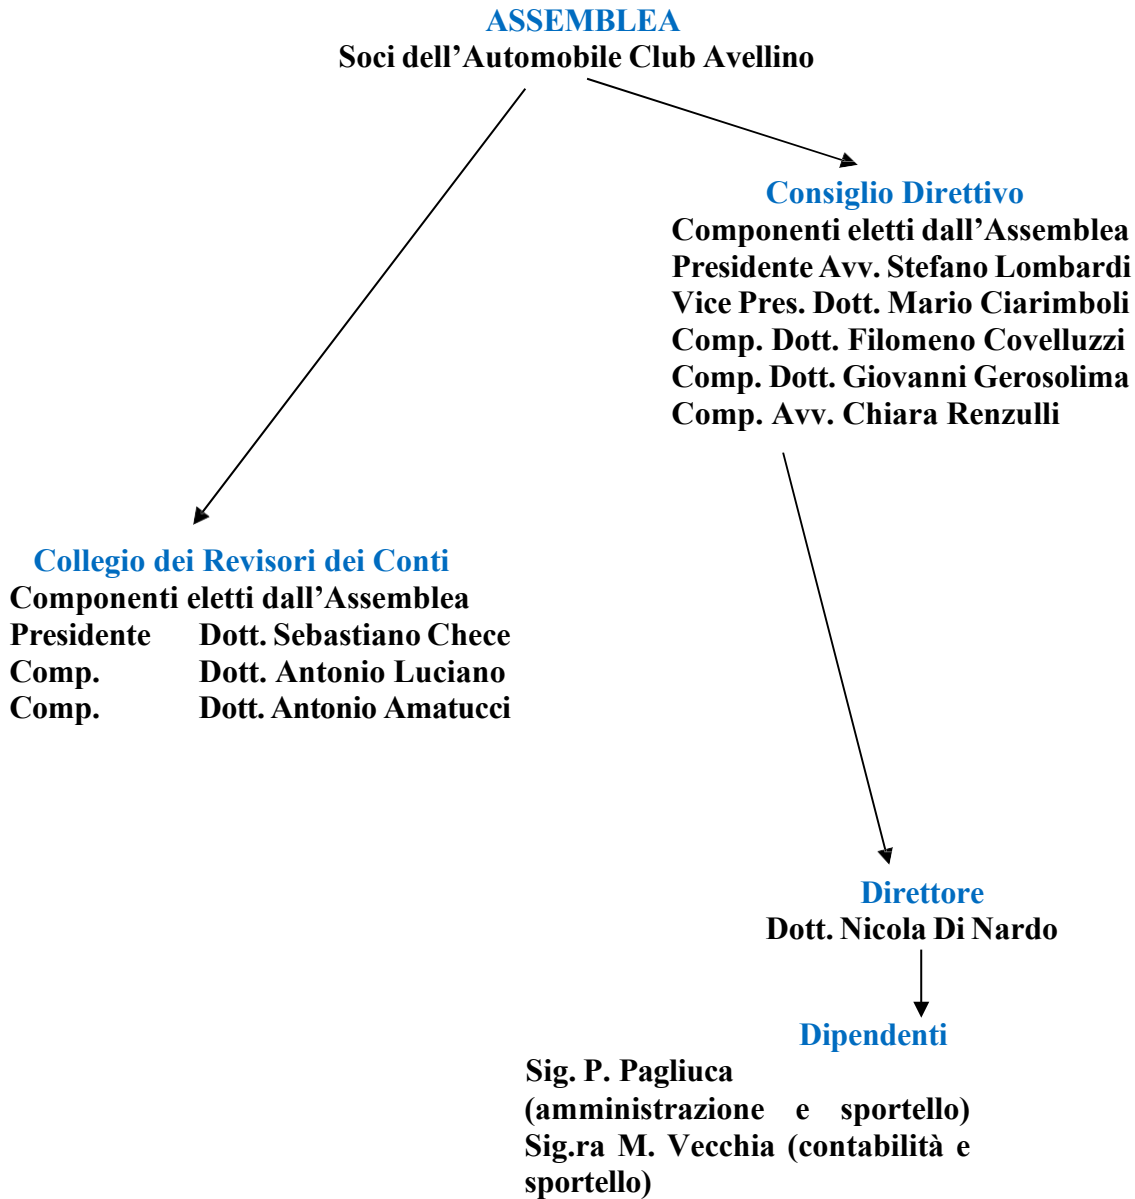 ASSEMBLEA
Soci dell’Automobile Club Avellino
Consiglio Direttivo
Componenti eletti dall’Assemblea
Presidente Avv. Stefano Lombardi
Vice Pres. Dott. Mario Ciarimboli
Comp. Dott. Filomeno Covelluzzi
Comp. Dott. Giovanni Gerosolima
Comp. Avv. Chiara Renzulli
Collegio dei Revisori dei Conti
Componenti eletti dall’Assemblea
Presidente Dott. Sebastiano Chece
Comp. Dott. Antonio Luciano
Comp. Dott. Antonio Amatucci
Direttore
Dott. Nicola Di Nardo
Dipendenti
Sig. P. Pagliuca
(amministrazione e sportello)
Sig.ra M. Vecchia (contabilità e
sportello)